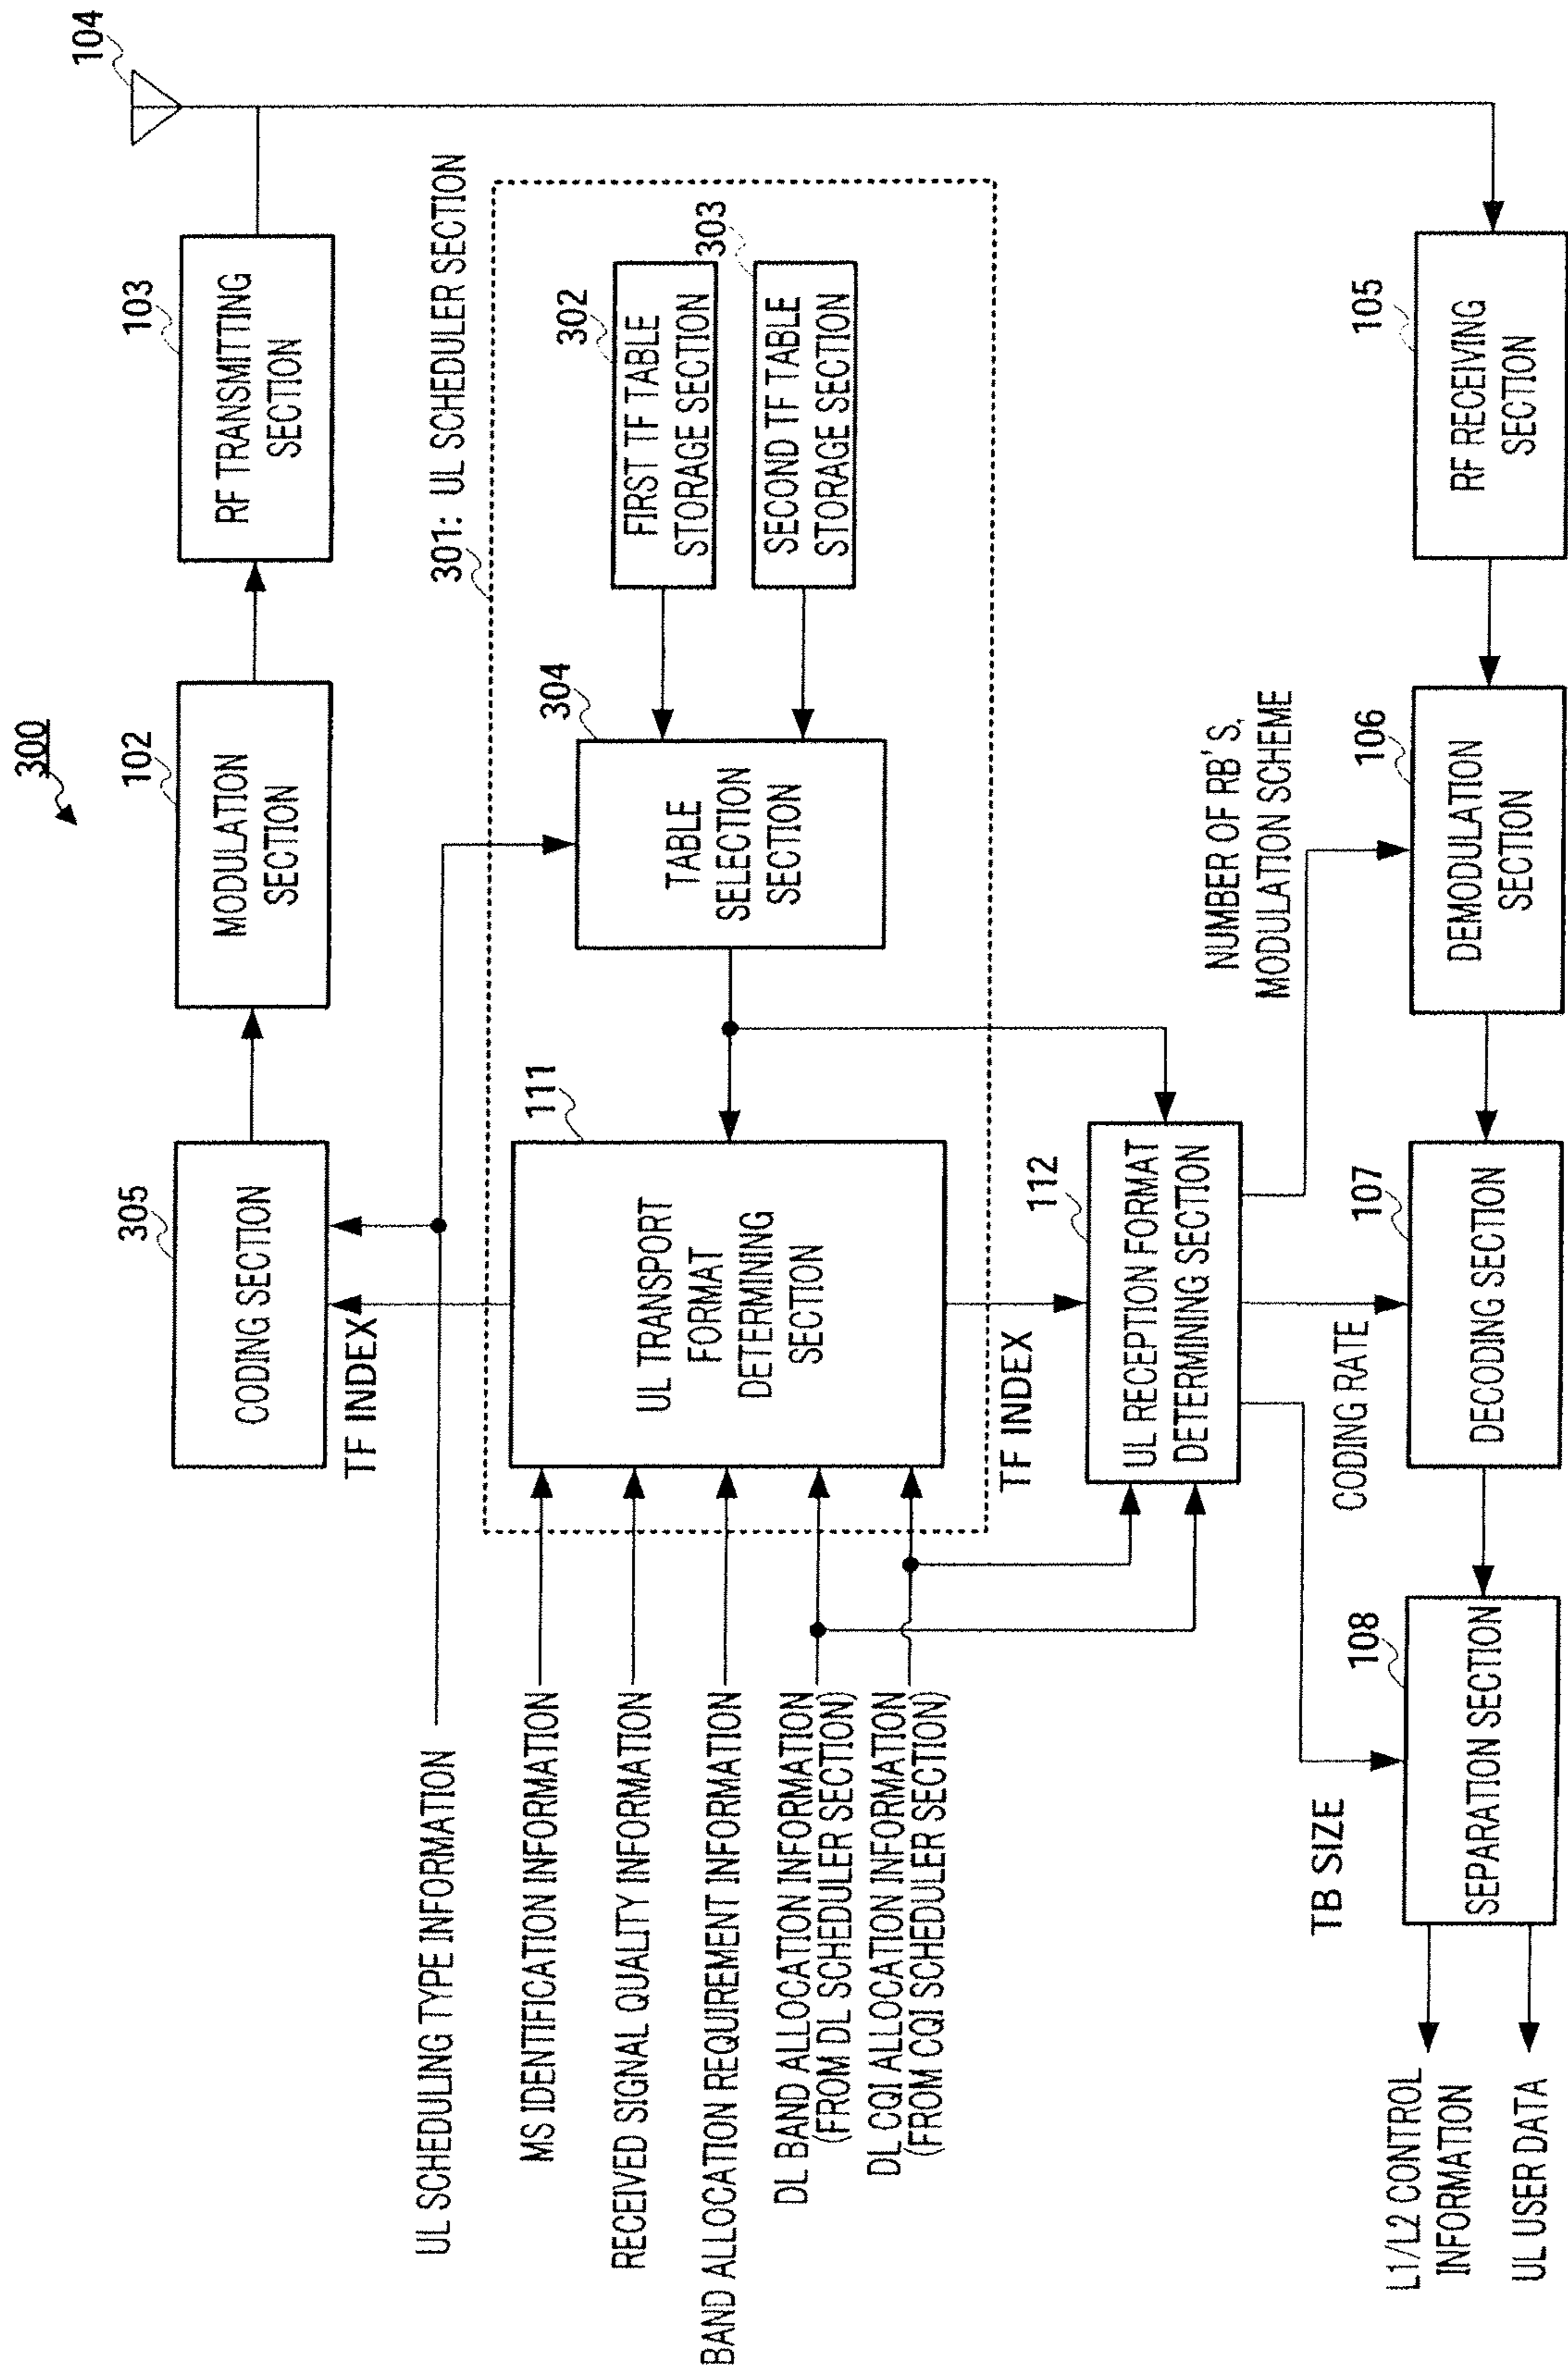 300
104
305
CODING SECTION
102
MODULATION
SECTION
103
RF TRANSMITTING
SECTION
TF INDEX
UL SCHEDULING TYPE INFORMATION
301: UL SCHEDULER SECTION
MS IDENTIFICATION INFORMATION
RECEIVED SIGNAL QUALITY INFORMATION
BAND ALLOCATION REQUIREMENT INFORMATION
DL BAND ALLOCATION INFORMATION
(FROM DL SCHEDULER SECTION)
DL CQI ALLOCATION INFORMATION
(FROM CQI SCHEDULER SECTION)
111
UL TRANSPORT
FORMAT
DETERMINING
SECTION
304
TABLE
SELECTION
SECTION
302
FIRST TF TABLE
STORAGE SECTION
303
SECOND TF TABLE
STORAGE SECTION
TF INDEX
112
UL RECEPTION FORMAT
DETERMINING SECTION
NUMBER OF RB'S,
MODULATION SCHEME
TB SIZE
CODING RATE
L1/L2 CONTROL
INFORMATION
UL USER DATA
108
SEPARATION SECTION
107
DECODING SECTION
106
DEMODULATION
SECTION
105
RF RECEIVING
SECTION